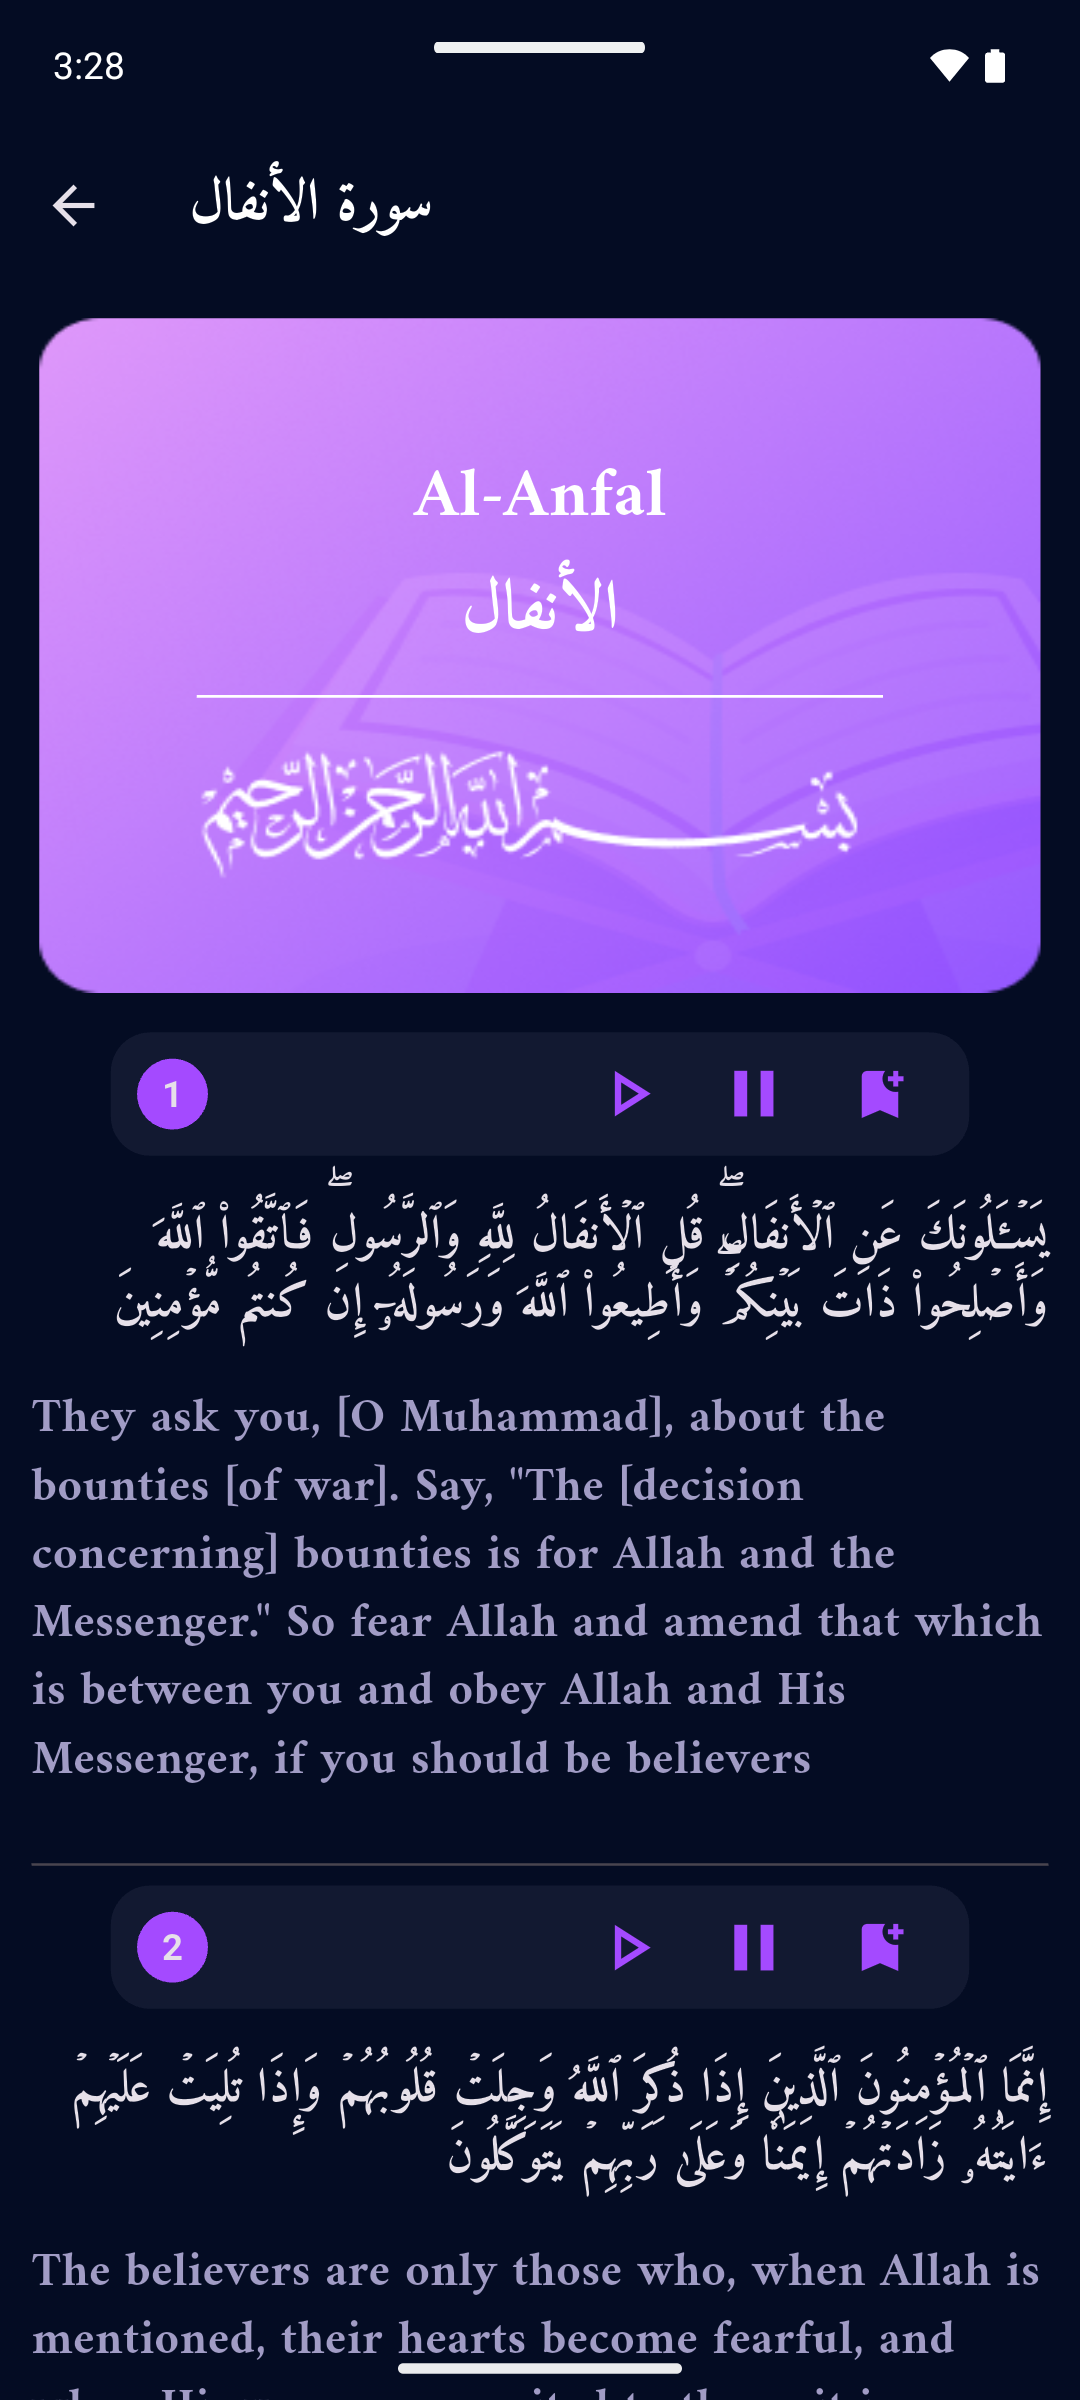 3:28
سورة الأنفال
Al-Anfal
الأنفال
بسم الله الرحمن الرحيم
1
يَسۡـَٔلُونَكَ عَنِ ٱلۡأَنفَالِۖ قُلِ ٱلۡأَنفَالُ لِلَّهِ وَٱلرَّسُولِۖ فَٱتَّقُواْ ٱللَّهَ
وَأَصۡلِحُواْ ذَاتَ بَيۡنِكُمۡۖ وَأَطِيعُواْ ٱللَّهَ وَرَسُولَهُۥٓ إِن كُنتُم مُّؤۡمِنِينَ
They ask you, [O Muhammad], about the
bounties [of war]. Say, "The [decision
concerning] bounties is for Allah and the
Messenger." So fear Allah and amend that which
is between you and obey Allah and His
Messenger, if you should be believers
2
إِنَّمَا ٱلۡمُؤۡمِنُونَ ٱلَّذِينَ إِذَا ذُكِرَ ٱللَّهُ وَجِلَتۡ قُلُوبُهُمۡ وَإِذَا تُلِيَتۡ عَلَيۡهِمۡ
ءَايَٰتُهُۥ زَادَتۡهُمۡ إِيمَٰنٗا وَعَلَىٰ رَبِّهِمۡ يَتَوَكَّلُونَ
The believers are only those who, when Allah is
mentioned, their hearts become fearful, and